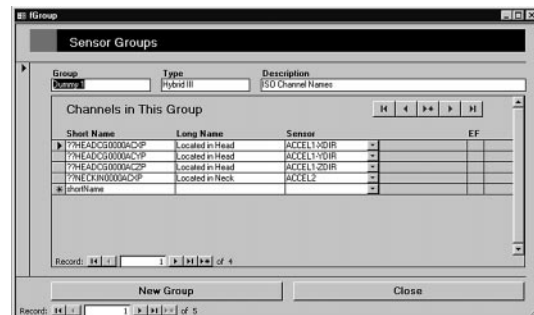 fGroup
Sensor Groups
Group Type Description
Dummy 1 Hybrid III ISO Channel Names
Channels in This Group
Short Name Long Name Sensor EF
??HEADCG0000ACXP Located in Head ACCEL1-XDIR
??HEADCG0000ACYP Located in Head ACCEL1-YDIR
??HEADCG0000ACZP Located in Head ACCEL1-ZDIR
??NECKIN0000ACXP Located in Neck ACCEL2
shortName
Record: 1 of 4
New Group Close
Record: 1 of 5